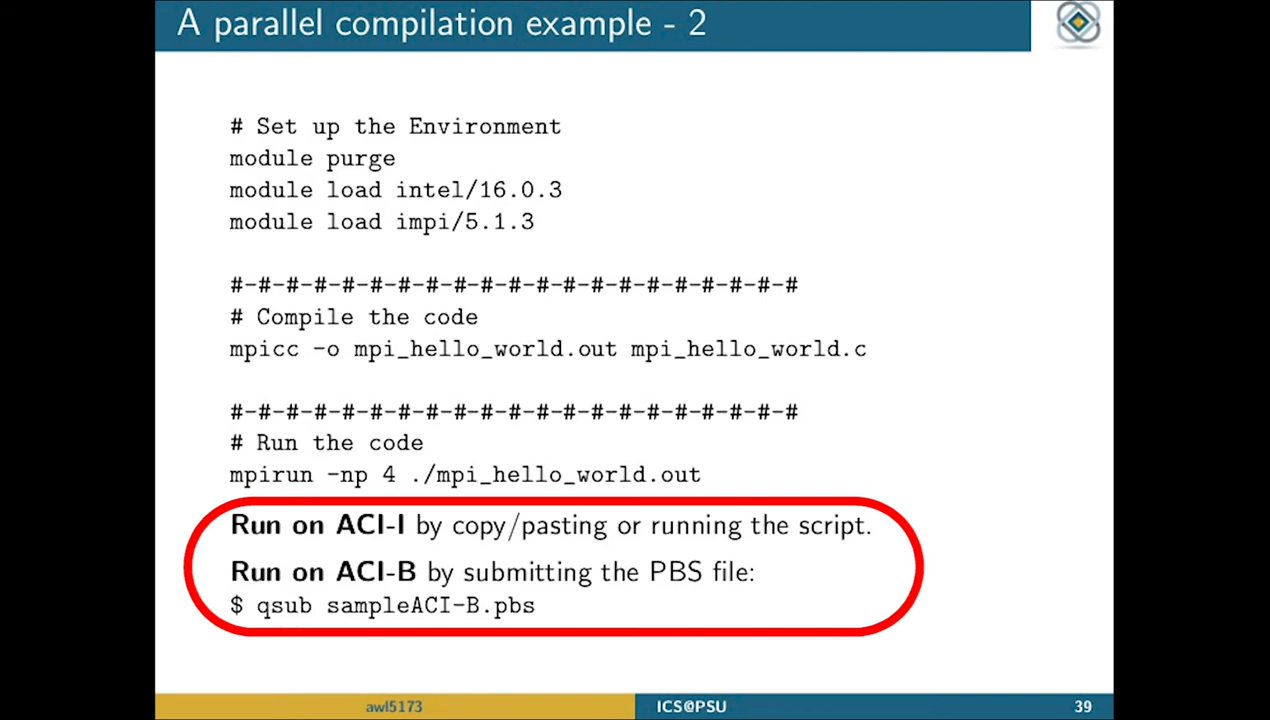 A parallel compilation example - 2
# Set up the Environment
module purge
module load intel/16.0.3
module load impi/5.1.3
#-#-#-#-#-#-#-#-#-#-#-#-#-#-#-#-#-#-#-#-#
# Compile the code
mpicc -o mpi_hello_world.out mpi_hello_world.c
#-#-#-#-#-#-#-#-#-#-#-#-#-#-#-#-#-#-#-#-#
# Run the code
mpirun -np 4 ./mpi_hello_world.out
Run on ACI-I by copy/pasting or running the script.
Run on ACI-B by submitting the PBS file:
$ qsub sampleACI-B.pbs
awl5173 ICS@PSU 39